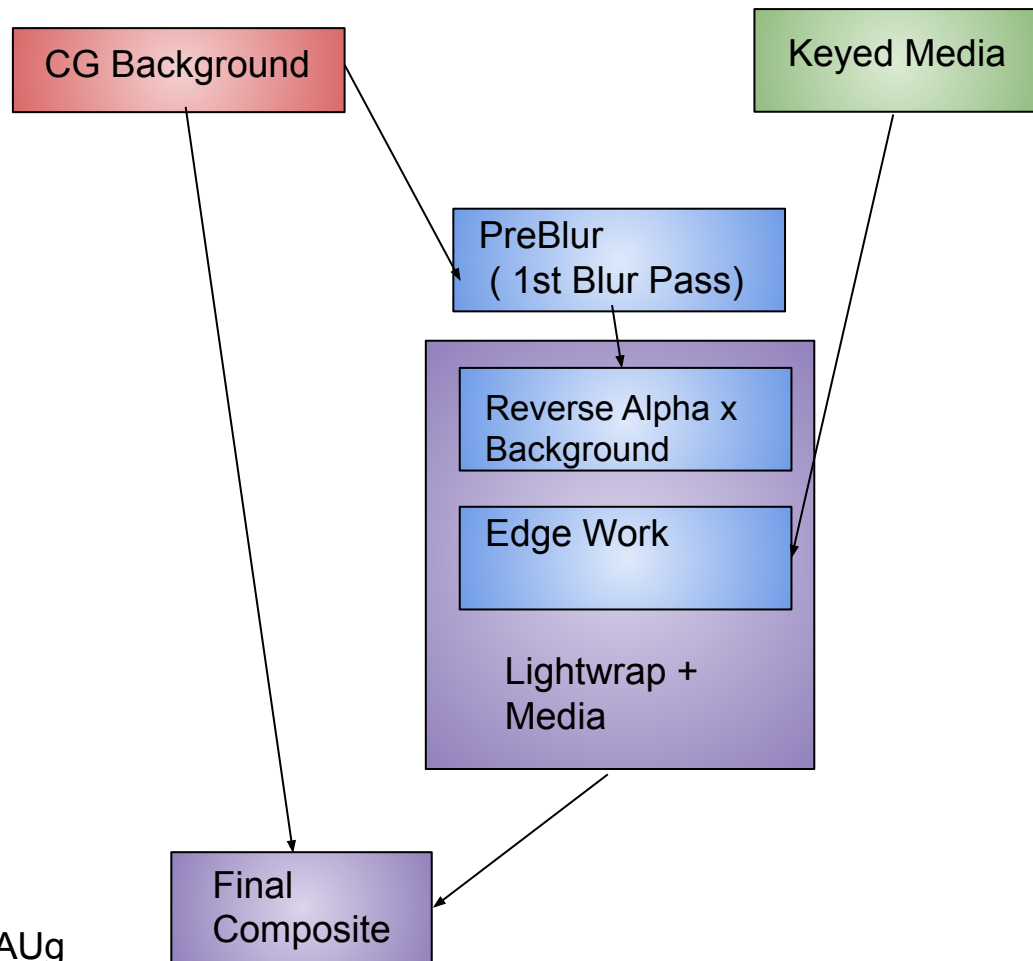 CG Background
Keyed Media
PreBlur
( 1st Blur Pass)
Reverse Alpha x
Background
Edge Work
Lightwrap +
Media
Final
Composite